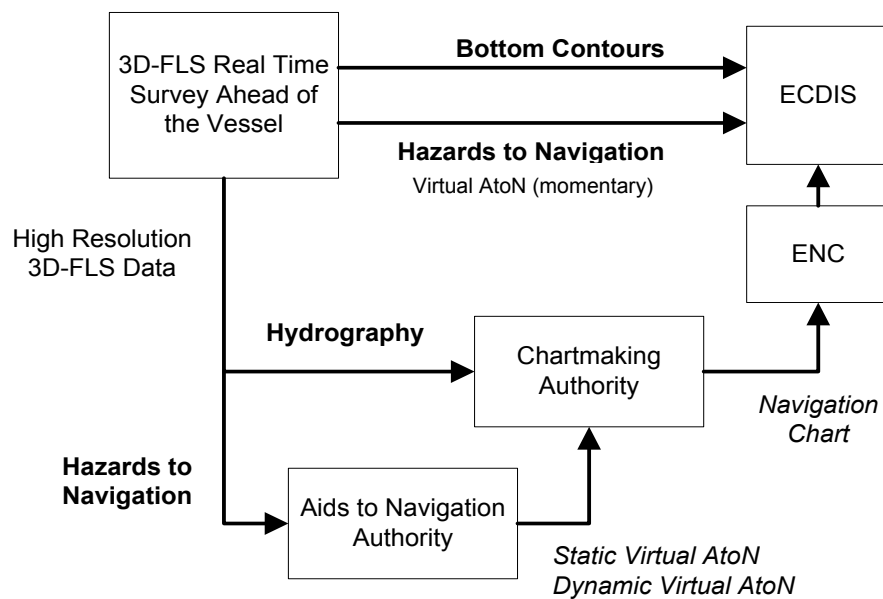 3D-FLS Real Time
Survey Ahead of
the Vessel
Bottom Contours
ECDIS
Hazards to Navigation
Virtual AtoN (momentary)
High Resolution
3D-FLS Data
ENC
Hydrography
Chartmaking
Authority
Navigation
Chart
Hazards to
Navigation
Aids to Navigation
Authority
Static Virtual AtoN
Dynamic Virtual AtoN